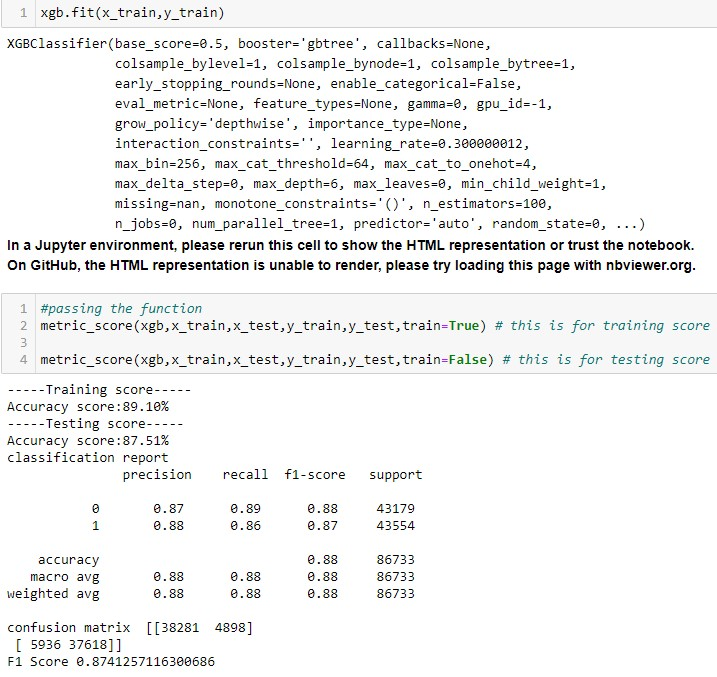 1 xgb.fit(x_train,y_train)
XGBClassifier(base_score=0.5, booster='gbtree', callbacks=None,
colsample_bylevel=1, colsample_bynode=1, colsample_bytree=1,
early_stopping_rounds=None, enable_categorical=False,
eval_metric=None, feature_types=None, gamma=0, gpu_id=-1,
grow_policy='depthwise', importance_type=None,
interaction_constraints='', learning_rate=0.300000012,
max_bin=256, max_cat_threshold=64, max_cat_to_onehot=4,
max_delta_step=0, max_depth=6, max_leaves=0, min_child_weight=1,
missing=nan, monotone_constraints='()', n_estimators=100,
n_jobs=0, num_parallel_tree=1, predictor='auto', random_state=0, ...)
In a Jupyter environment, please rerun this cell to show the HTML representation or trust the notebook.
On GitHub, the HTML representation is unable to render, please try loading this page with nbviewer.org.
1 #passing the function
2 metric_score(xgb,x_train,x_test,y_train,y_test,train=True) # this is for training score
3
4 metric_score(xgb,x_train,x_test,y_train,y_test,train=False) # this is for testing score
-----Training score-----
Accuracy score:89.10%
-----Testing score-----
Accuracy score:87.51%
classification report
precision recall f1-score support
0 0.87 0.89 0.88 43179
1 0.88 0.86 0.87 43554
accuracy 0.88 86733
macro avg 0.88 0.88 0.88 86733
weighted avg 0.88 0.88 0.88 86733
confusion matrix [[38281 4898]
[ 5936 37618]]
F1 Score 0.8741257116300686